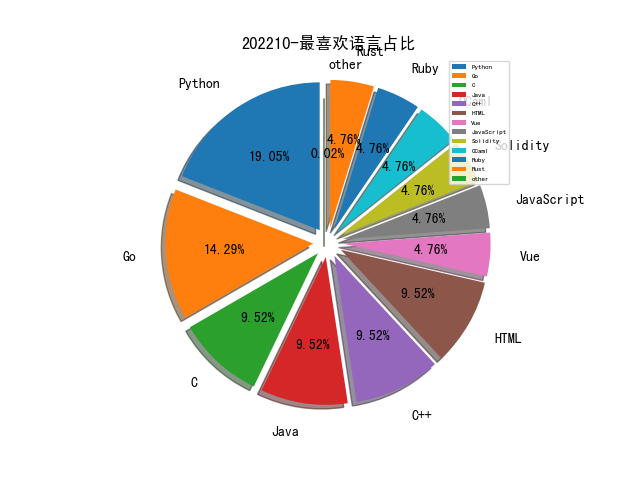 202210-最喜欢语言占比
Rust
other
Ruby
Python
OCaml
Solidity
JavaScript
Vue
HTML
C++
Java
C
Go
19.05%
14.29%
9.52%
9.52%
9.52%
9.52%
4.76%
4.76%
4.76%
4.76%
4.76%
4.76%
0.02%
Python
Go
C
Java
C++
HTML
Vue
JavaScript
Solidity
OCaml
Ruby
Rust
other